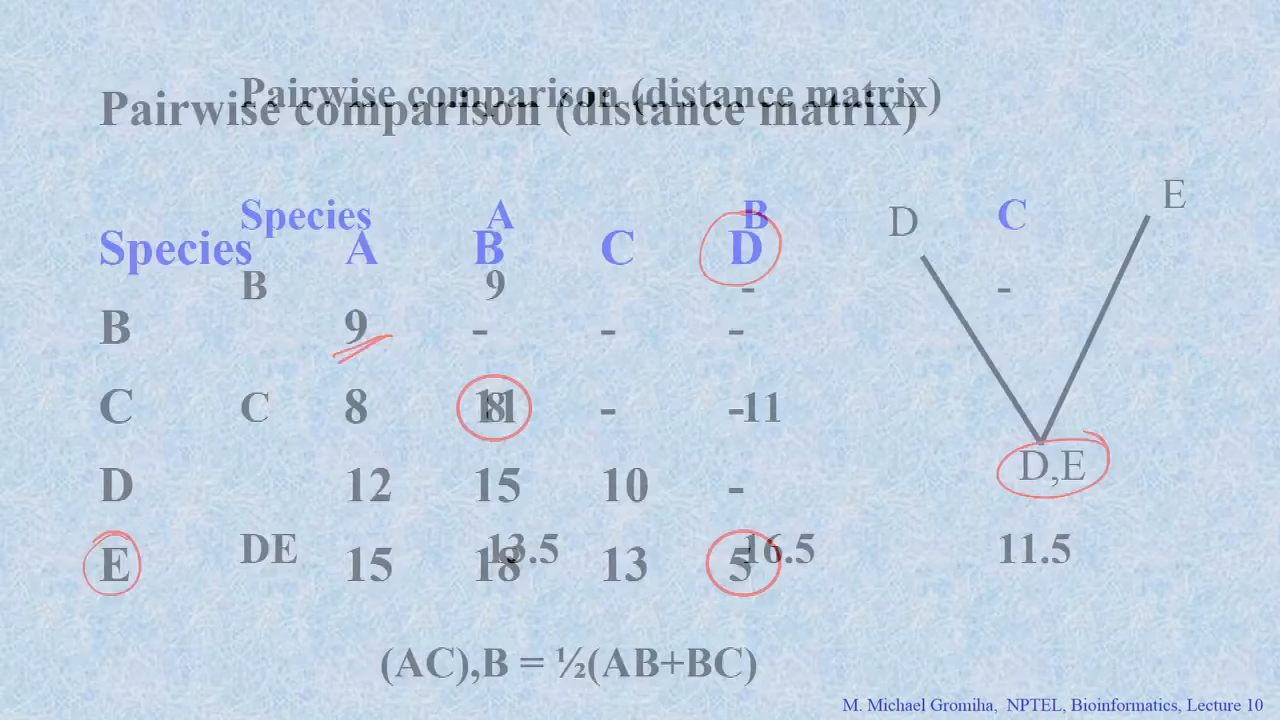 Pairwise comparison (distance matrix)
Pairwise comparison (distance matrix)
Species A B C
Species A B C D
B 9 - -
B 9 - - -
C 8 11
C 8 11 - -
D 12 15 10 -
DE 13.5 16.5 11.5
E 15 18 13 5
D
E
D,E
(AC),B = ½(AB+BC)
M. Michael Gromiha, NPTEL, Bioinformatics, Lecture 10